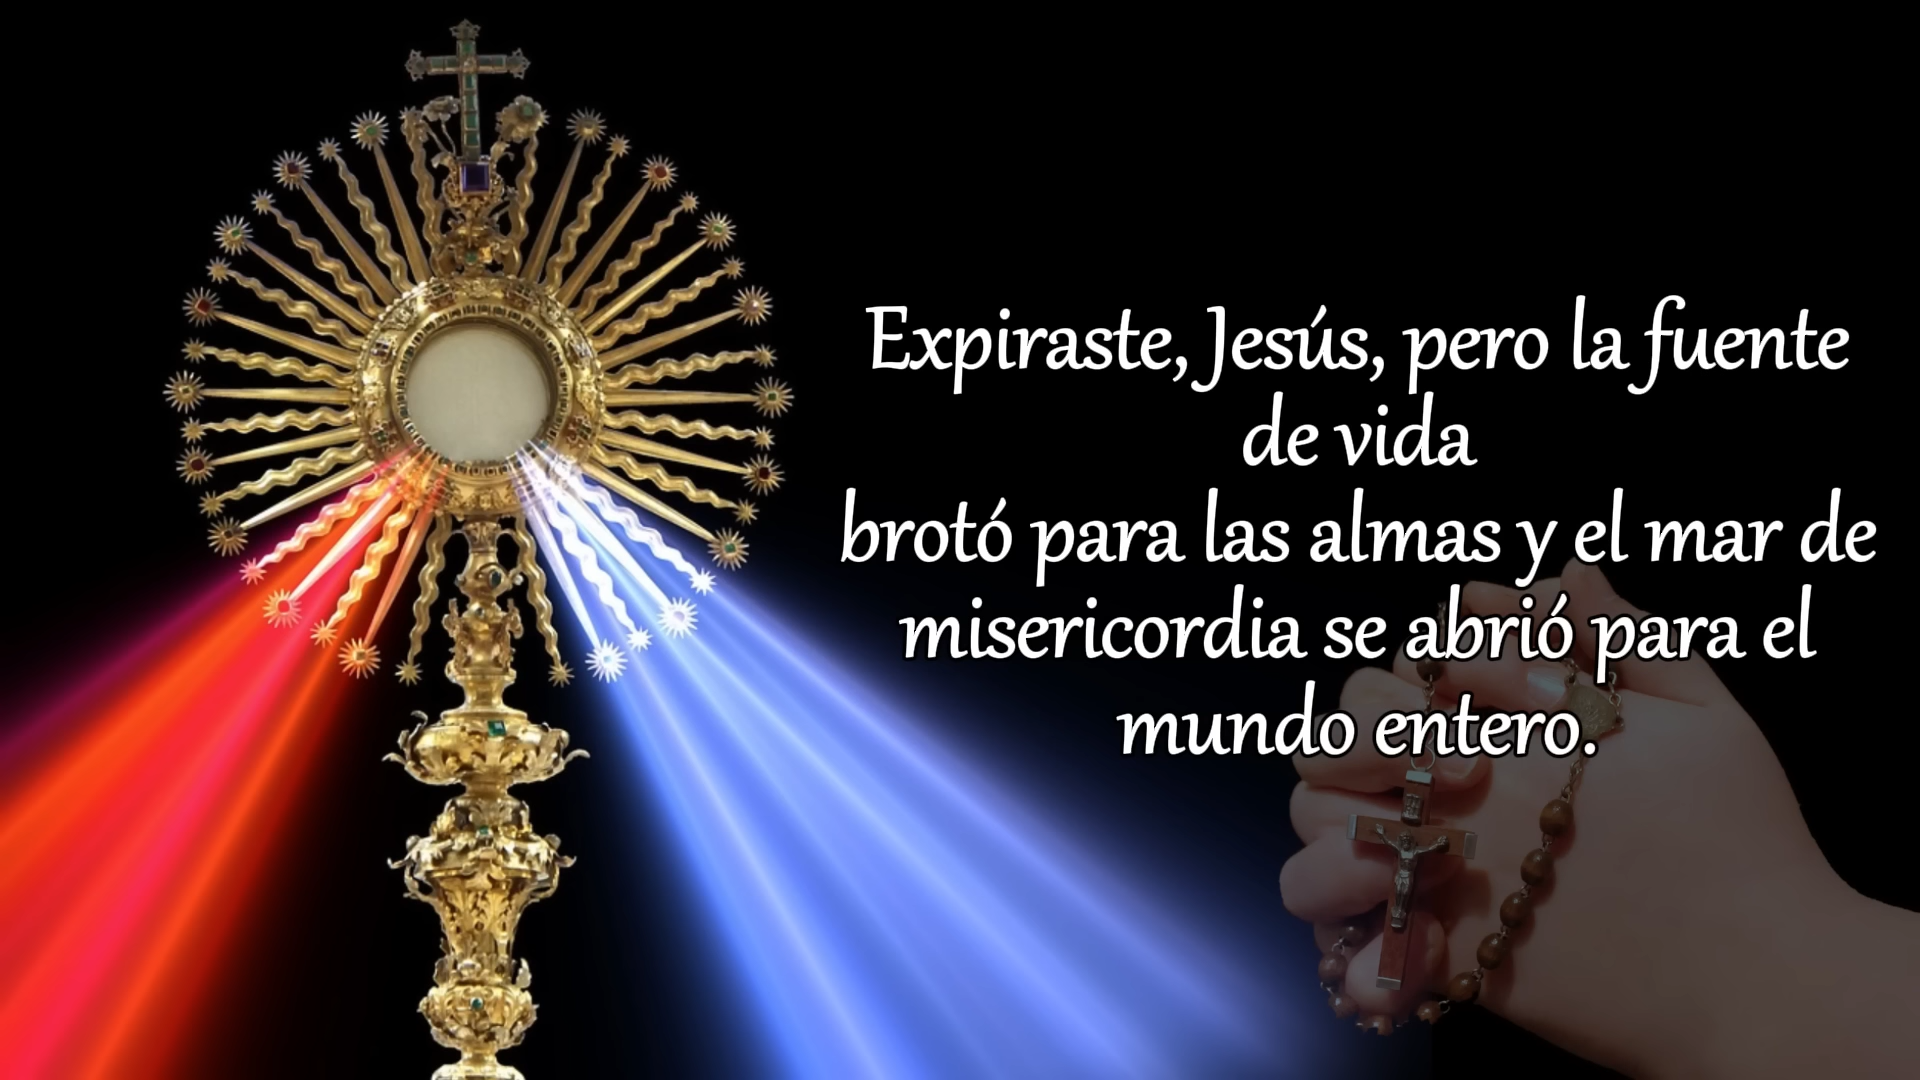 Expiraste, Jesús, pero la fuente
de vida
brotó para las almas y el mar de
misericordia se abrió para el
mundo entero.